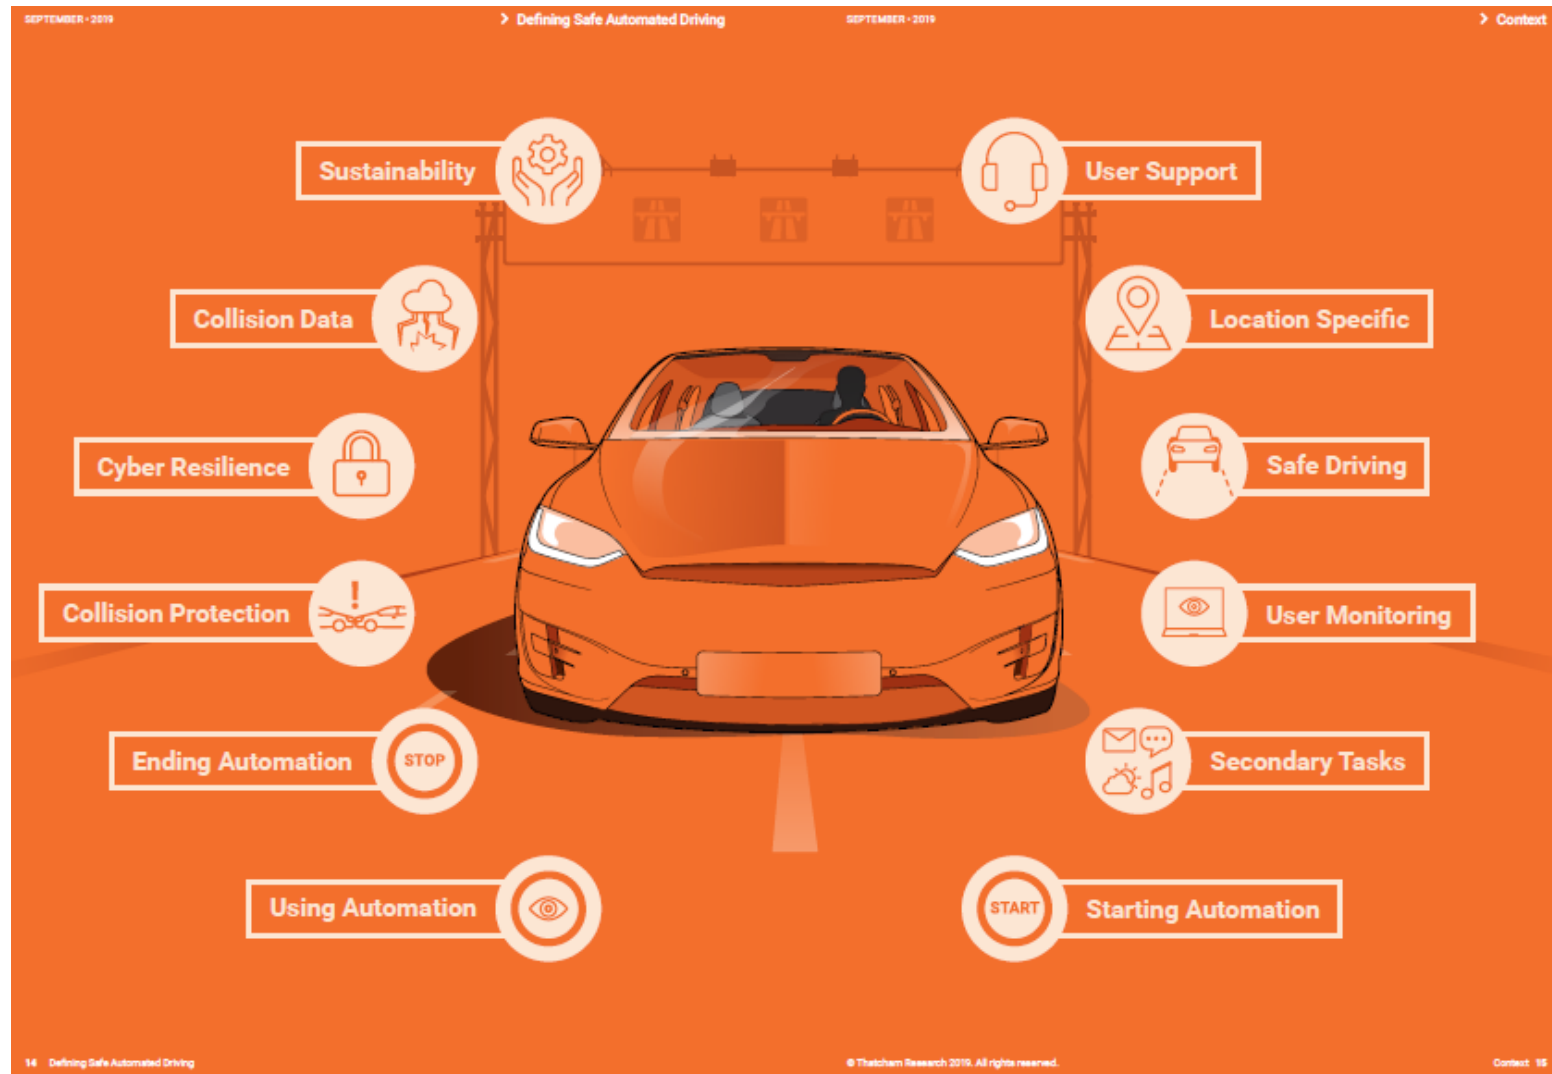 SEPTEMBER • 2019
> Defining Safe Automated Driving
SEPTEMBER • 2019
> Context
Sustainability
User Support
Collision Data
Location Specific
Cyber Resilience
Safe Driving
Collision Protection
User Monitoring
Ending Automation
STOP
Secondary Tasks
Using Automation
START
Starting Automation
14 Defining Safe Automated Driving
© Thatcham Research 2019. All rights reserved.
Context 15